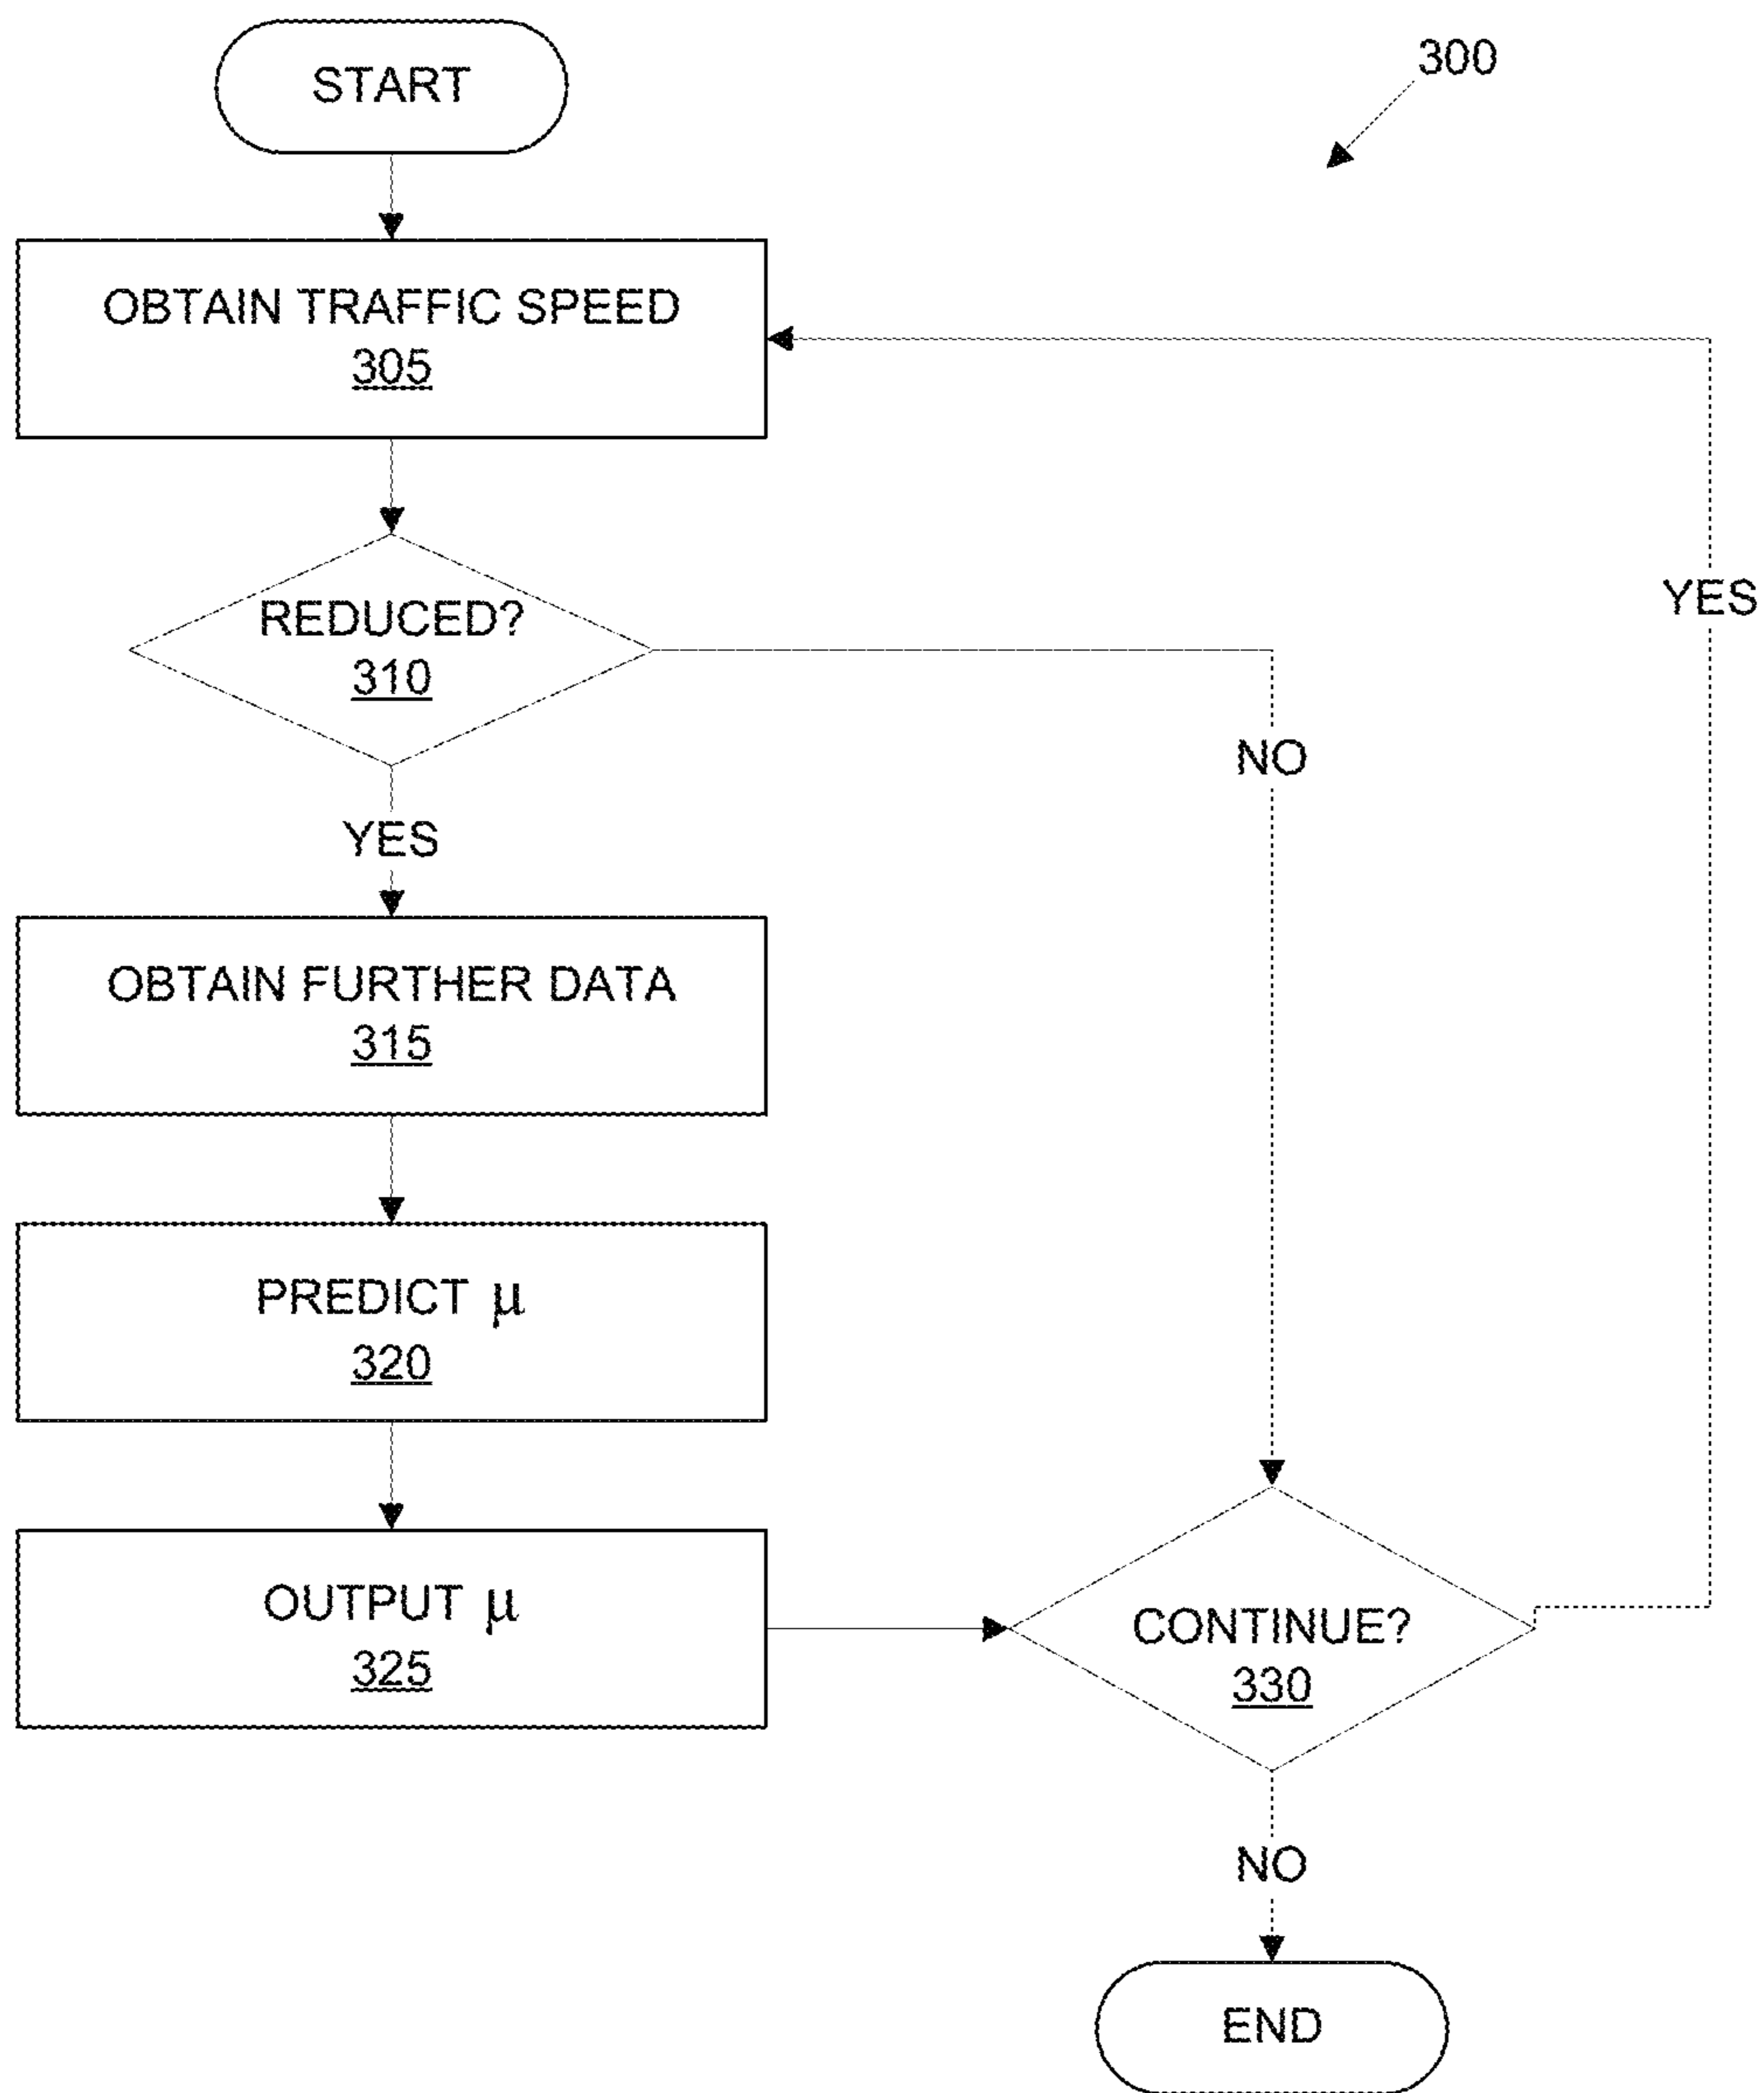 START
300
OBTAIN TRAFFIC SPEED
305
REDUCED?
310
YES
NO
YES
OBTAIN FURTHER DATA
315
PREDICT μ
320
OUTPUT μ
325
CONTINUE?
330
NO
END